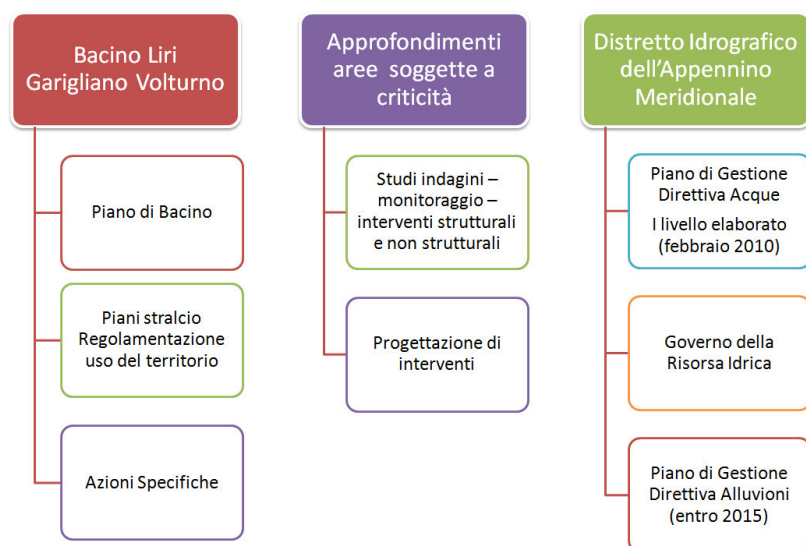 Bacino Liri
Garigliano Volturno
Piano di Bacino
Piani stralcio
Regolamentazione
uso del territorio
Azioni Specifiche
Approfondimenti
aree soggette a
criticità
Studi indagini –
monitoraggio –
interventi strutturali
e non strutturali
Progettazione di
interventi
Distretto Idrografico
dell'Appennino
Meridionale
Piano di Gestione
Direttiva Acque
I livello elaborato
(febbraio 2010)
Governo della
Risorsa Idrica
Piano di Gestione
Direttiva Alluvioni
(entro 2015)